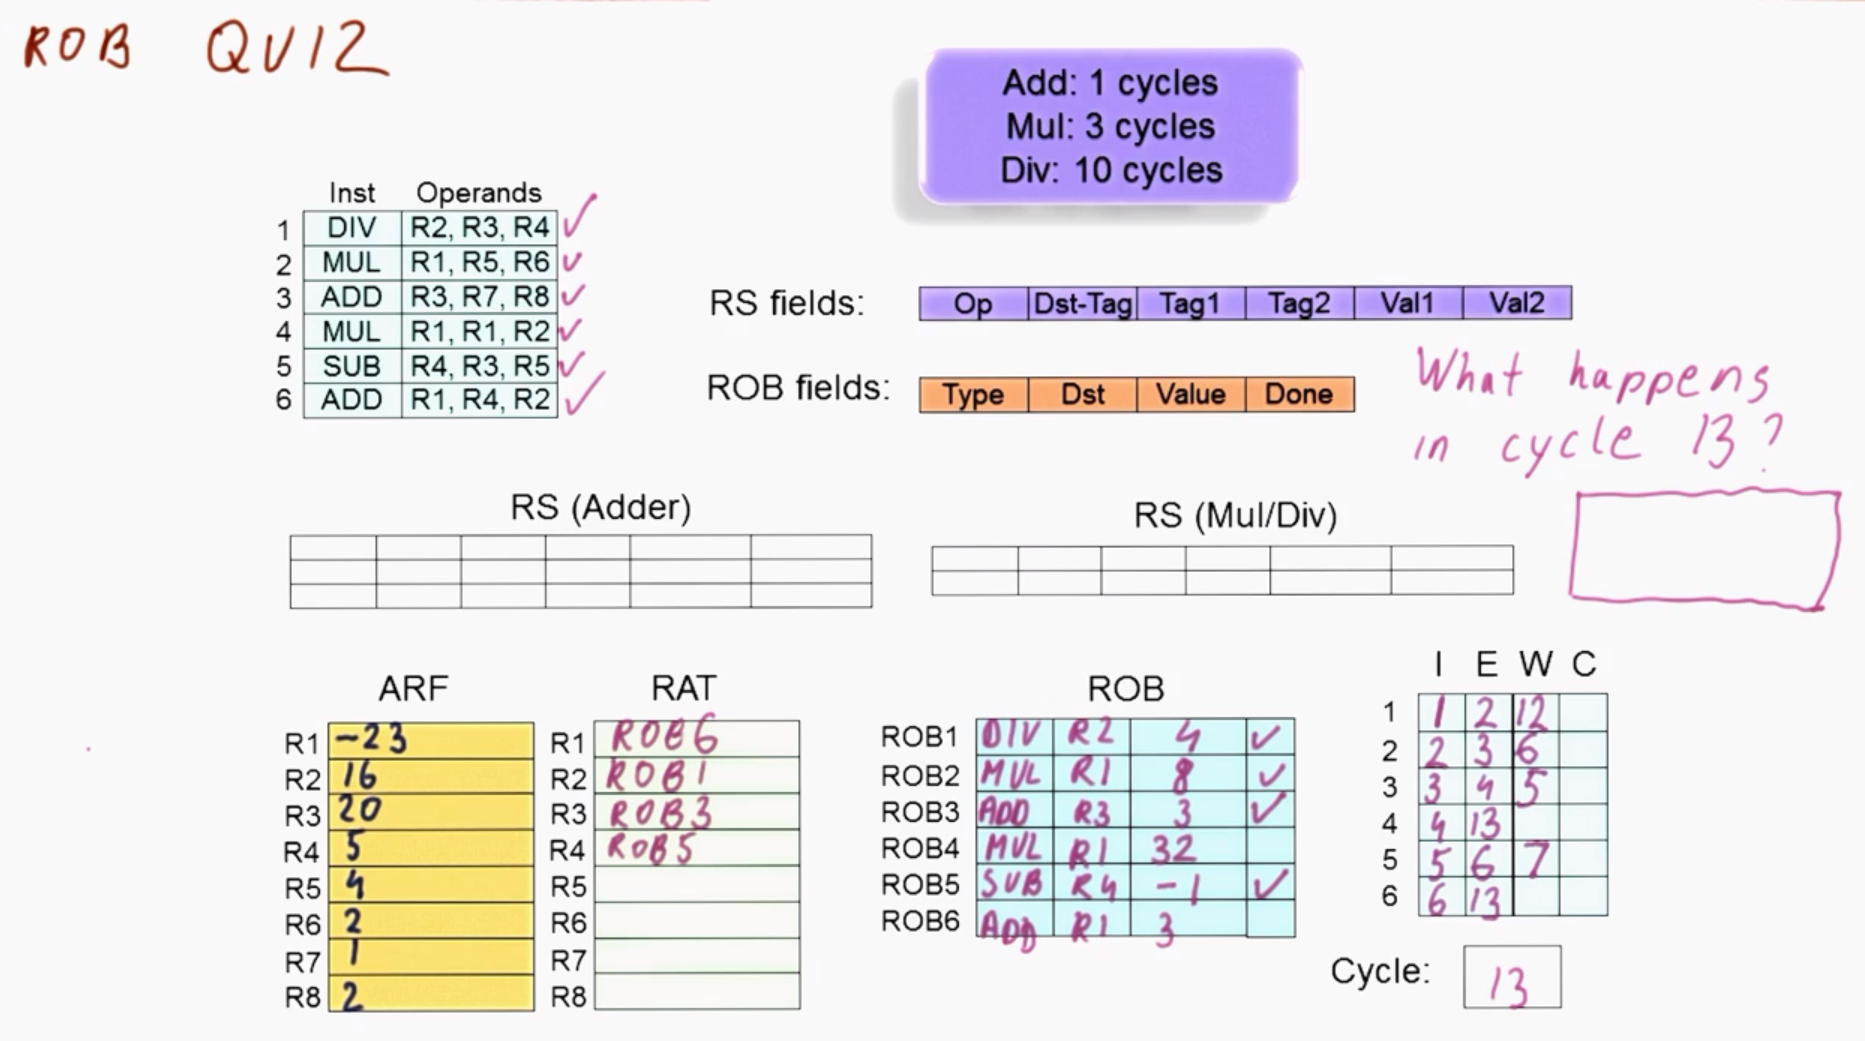 ROB QUIZ
Add: 1 cycles
Mul: 3 cycles
Div: 10 cycles
Inst Operands
1 DIV R2, R3, R4 ✓
2 MUL R1, R5, R6 ✓
3 ADD R3, R7, R8 ✓
4 MUL R1, R1, R2 ✓
5 SUB R4, R3, R5 ✓
6 ADD R1, R4, R2 ✓
RS fields: Op Dst-Tag Tag1 Tag2 Val1 Val2
ROB fields: Type Dst Value Done
What happens
in cycle 13?
RS (Adder)
RS (Mul/Div)
ARF
R1 -23
R2 16
R3 20
R4 5
R5 4
R6 2
R7 1
R8 2
RAT
R1 ROB6
R2 ROB1
R3 ROB3
R4 ROB5
R5
R6
R7
R8
ROB
ROB1 DIV R2 4 ✓
ROB2 MUL R1 8 ✓
ROB3 ADD R3 3 ✓
ROB4 MUL R1 32
ROB5 SUB R4 -1 ✓
ROB6 ADD R1 3
I E W C
1 1 2 12
2 2 3 6
3 3 4 5
4 4 13
5 5 6 7
6 6 13
Cycle: 13